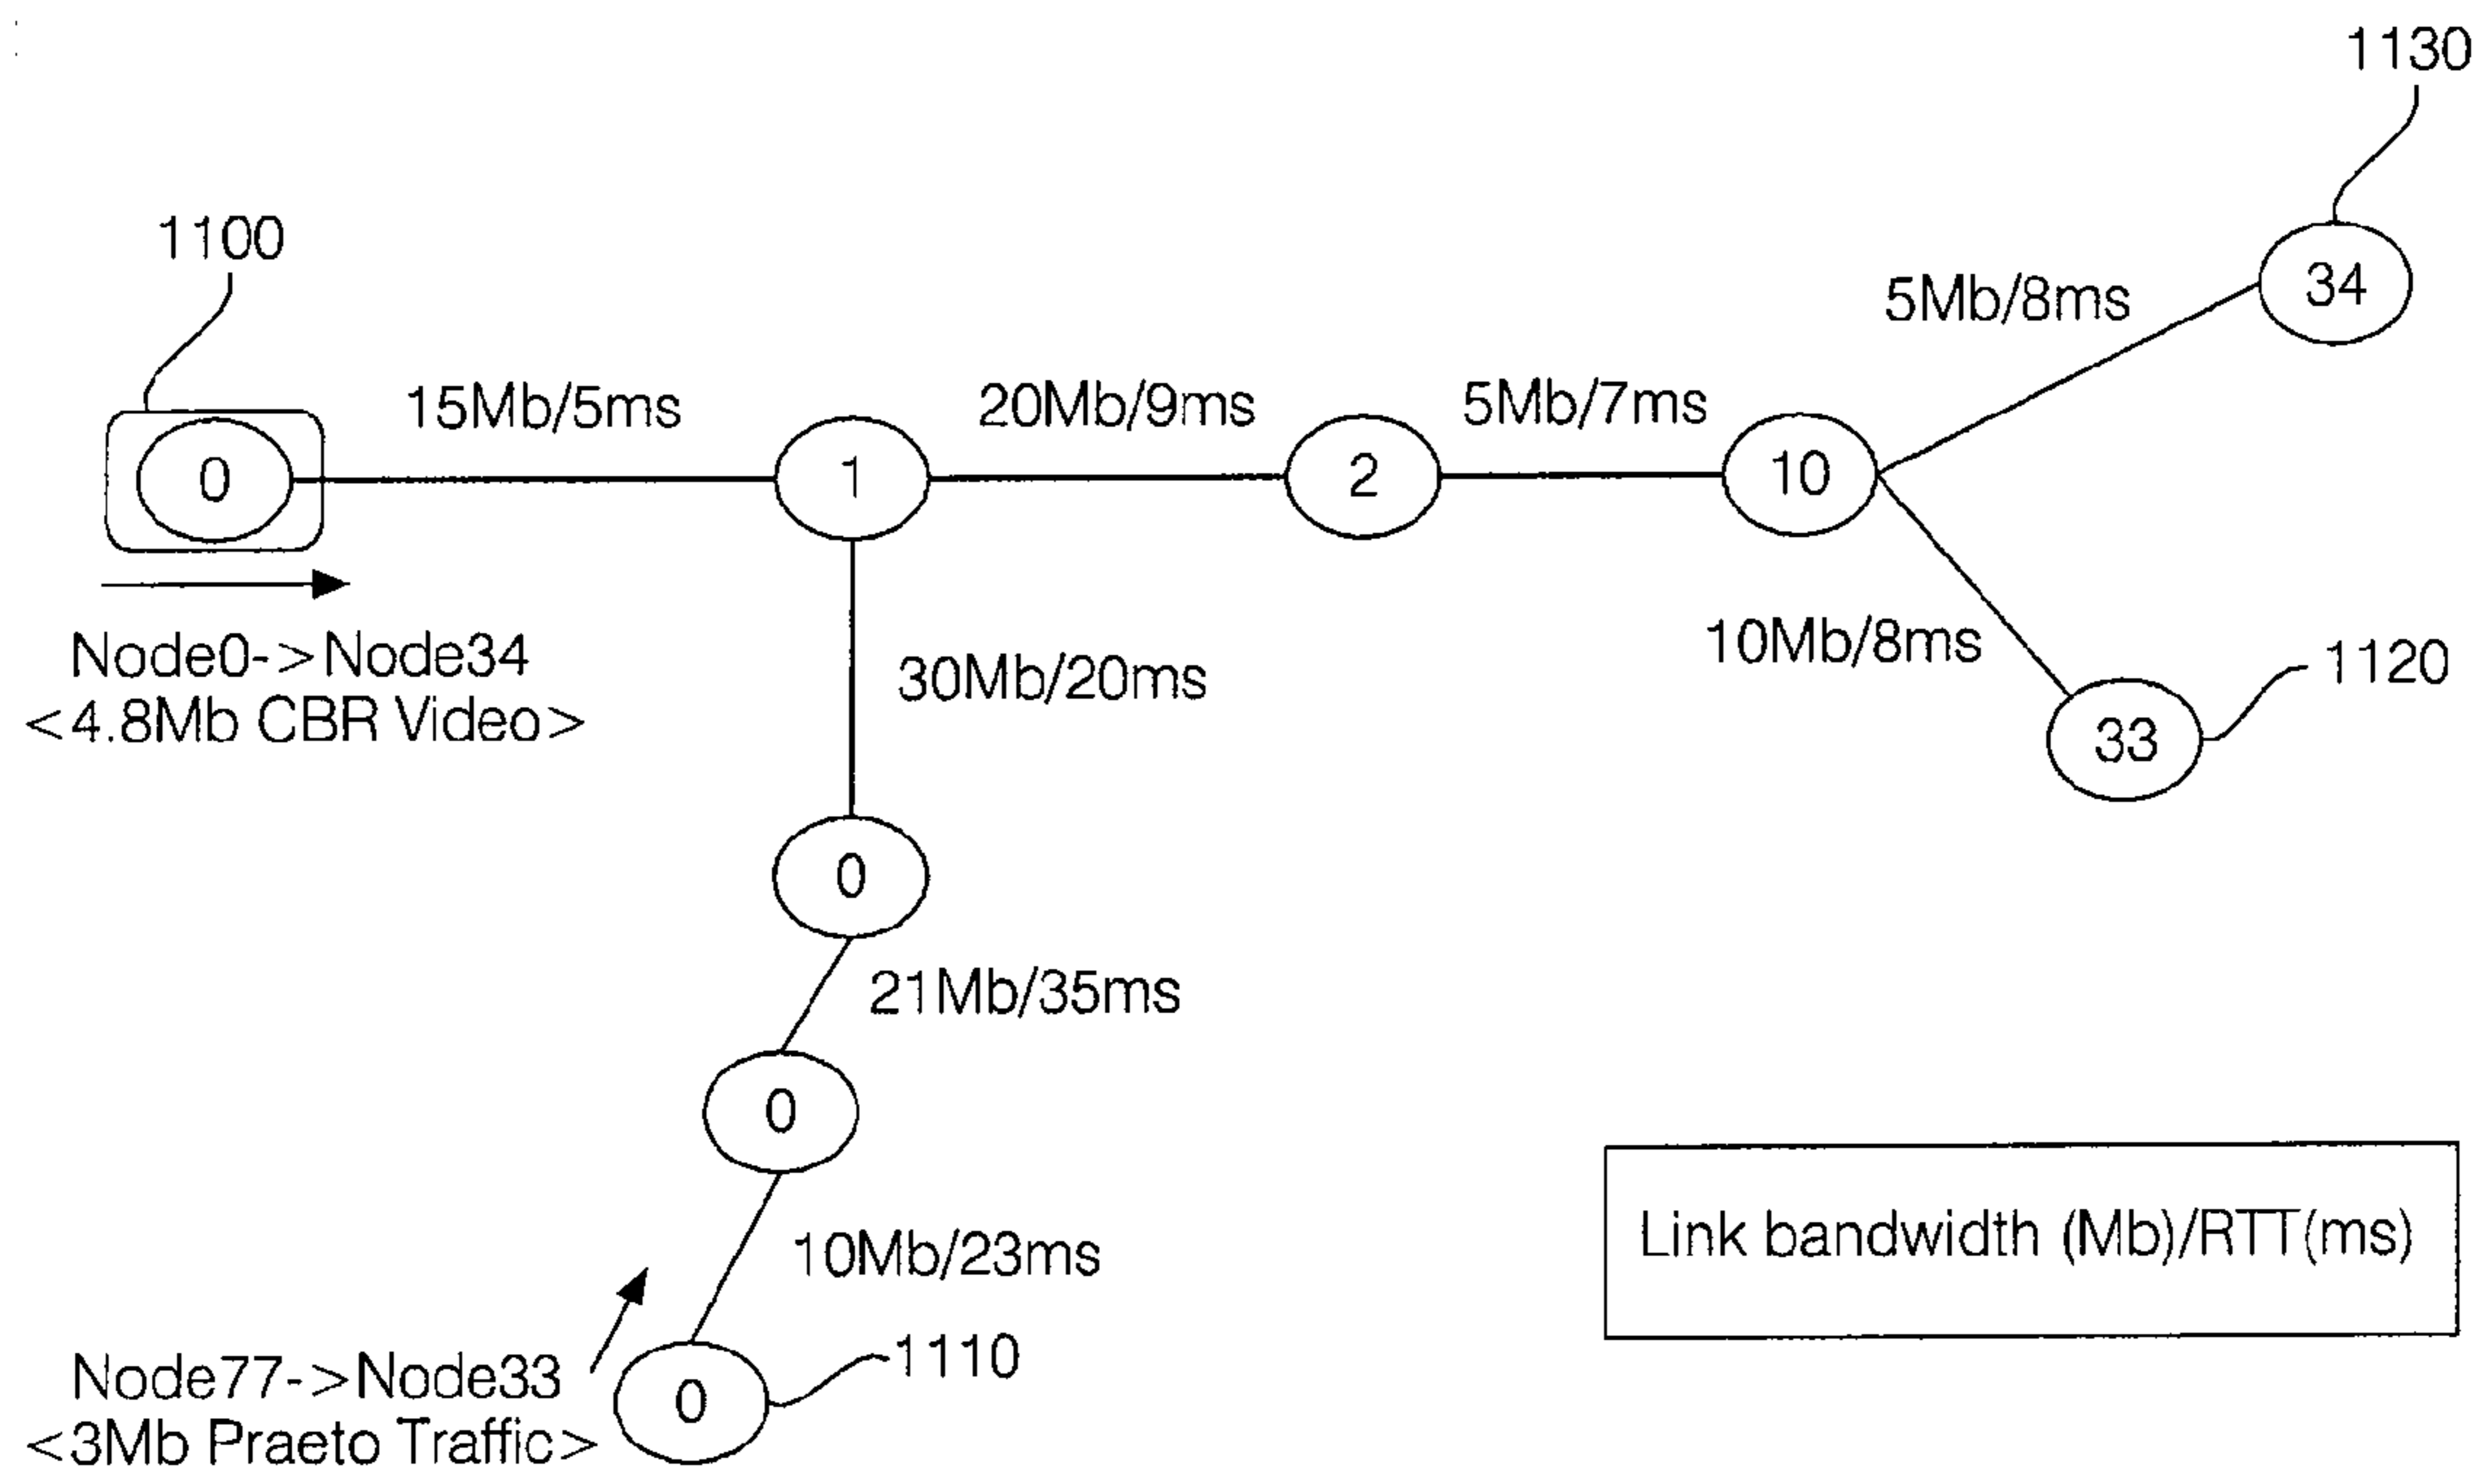 1130
1100
34
5Mb/8ms
15Mb/5ms
20Mb/9ms
5Mb/7ms
0
1
2
10
Node0->Node34
<4.8Mb CBR Video>
30Mb/20ms
10Mb/8ms
1120
33
0
21Mb/35ms
0
10Mb/23ms
Link bandwidth (Mb)/RTT(ms)
Node77->Node33
<3Mb Praeto Traffic>
0
1110